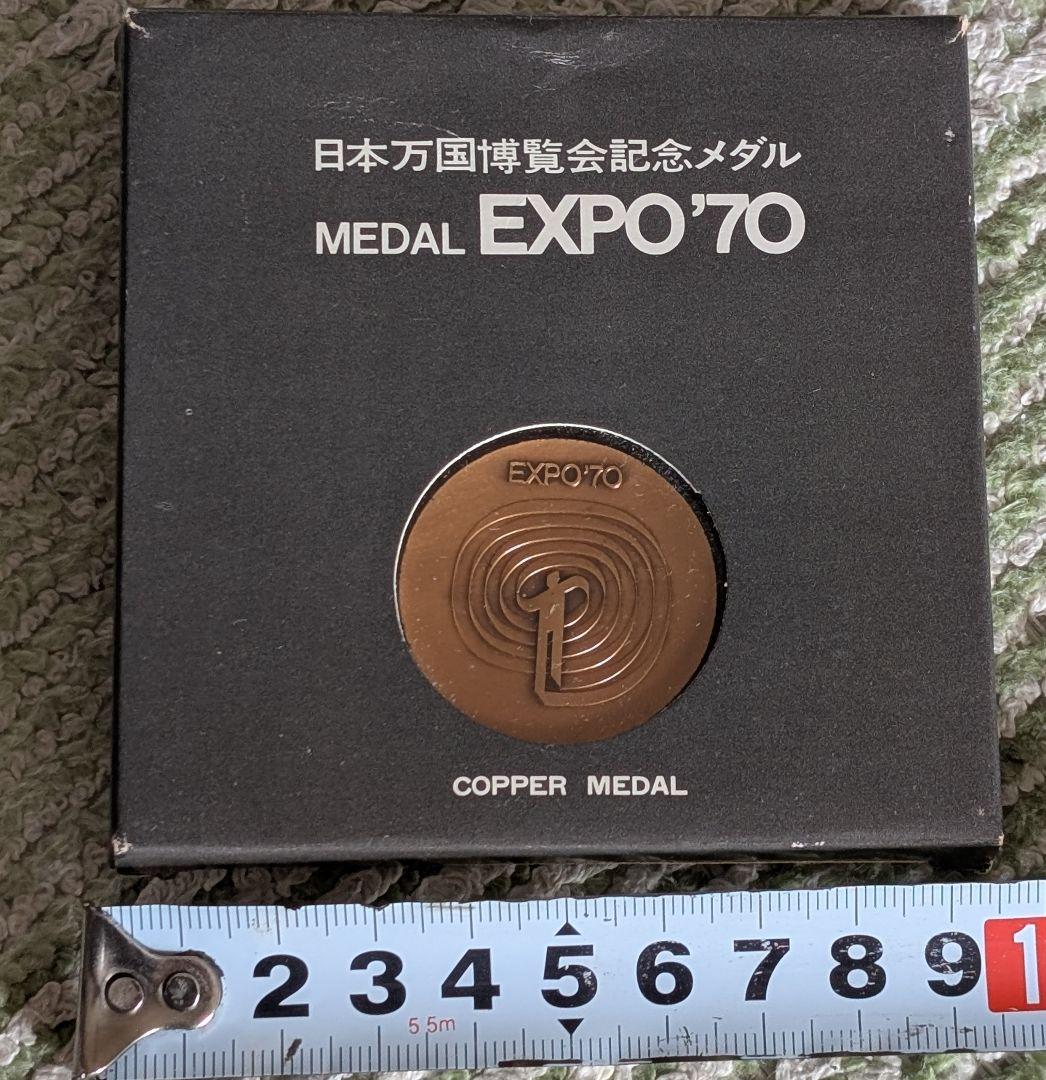 日本万国博覧会記念メダル
MEDAL EXPO'70
EXPO'70
COPPER MEDAL
2 3 4 5 6 7 8 9 1
5.5m